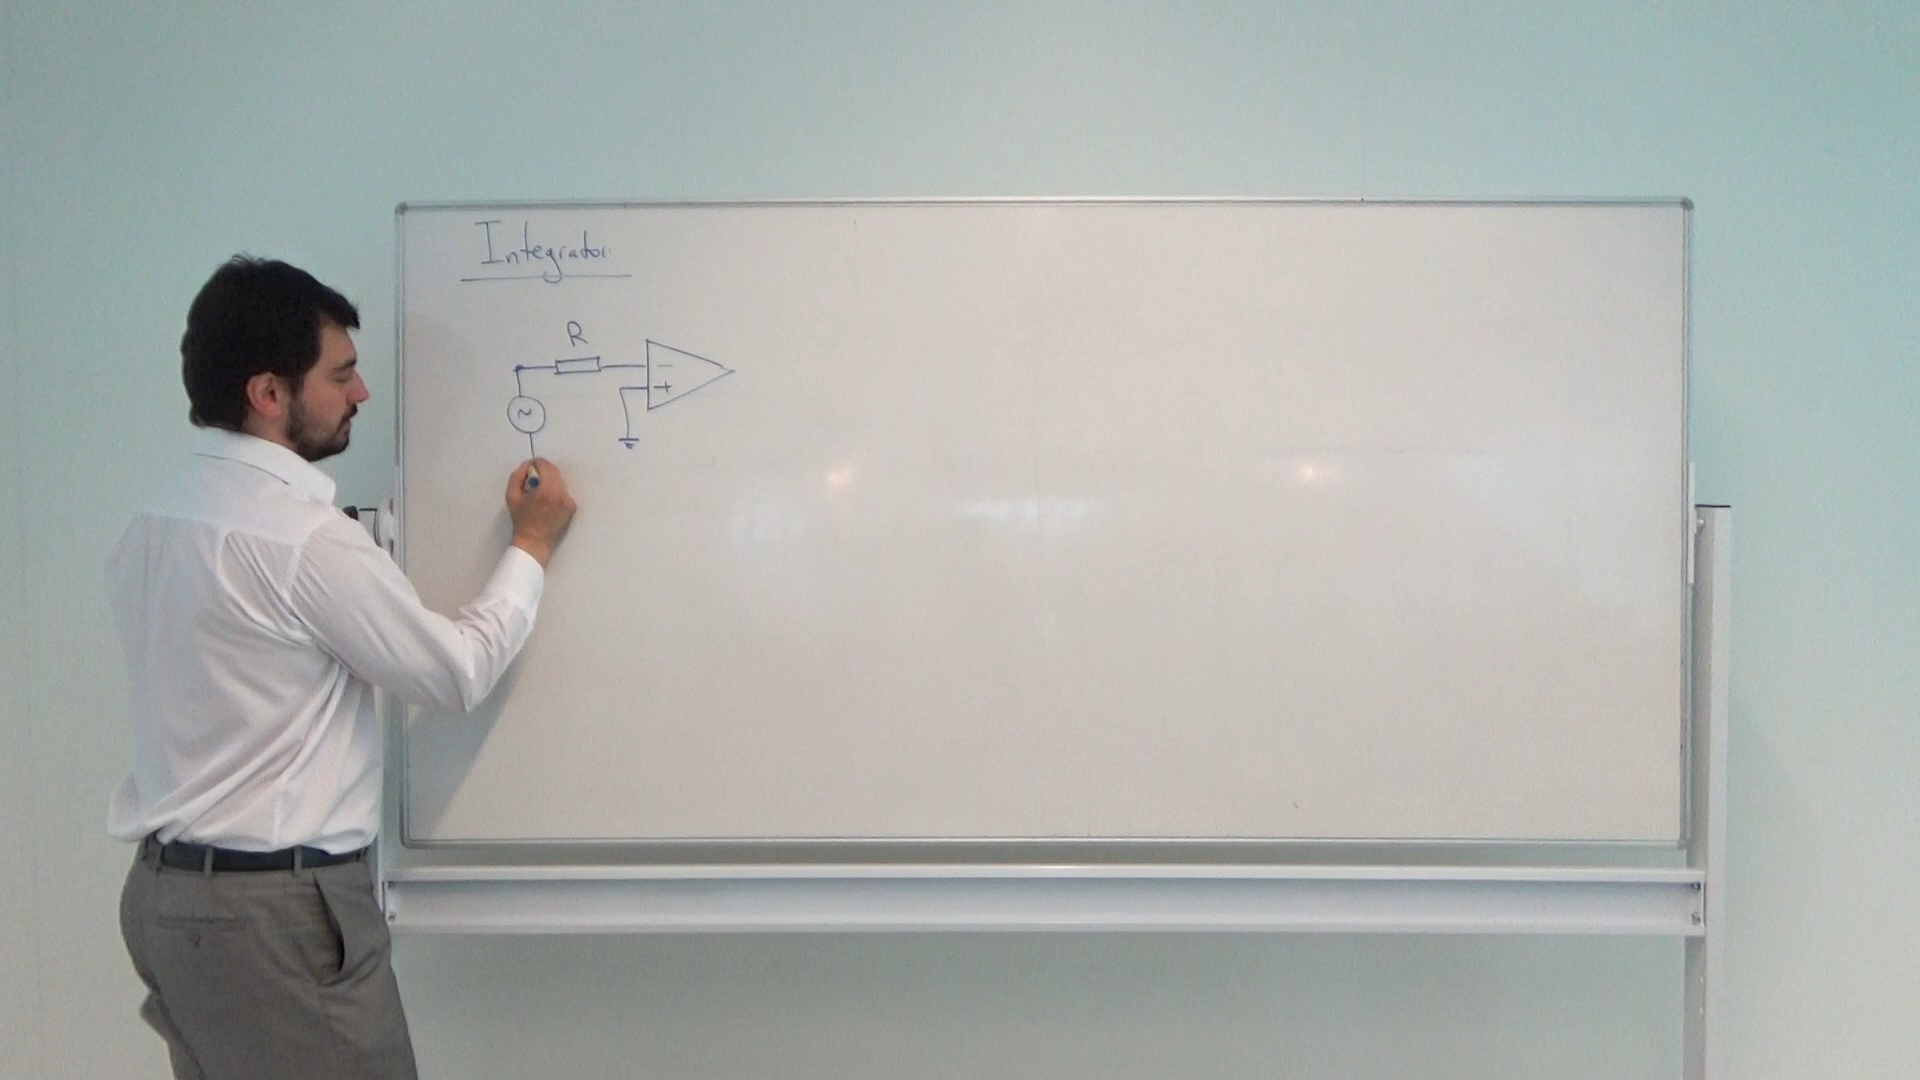 Integrator
R
~
-
+